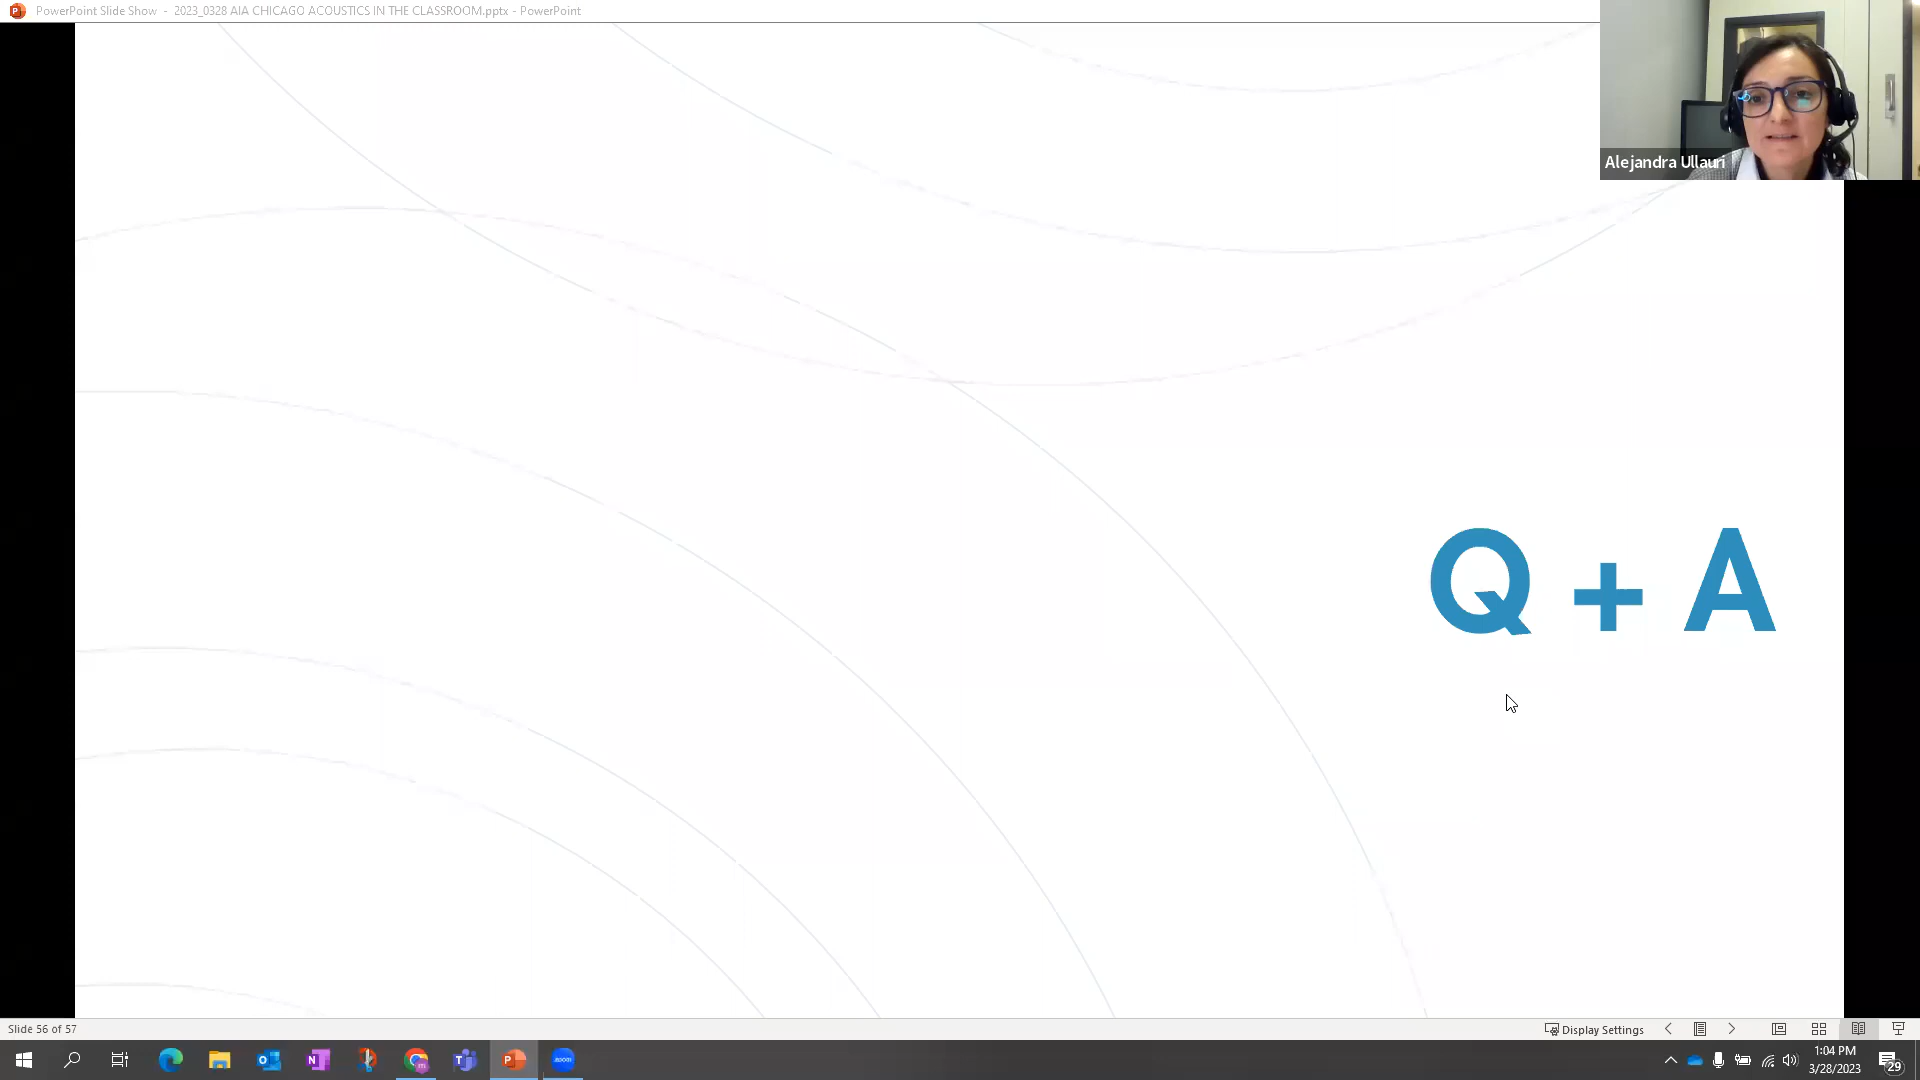 PowerPoint Slide Show - 2023_0328 AIA CHICAGO ACOUSTICS IN THE CLASSROOM.pptx - PowerPoint
Alejandra Ullauri
Q + A
Slide 56 of 57
Display Settings
1:04 PM
3/28/2023
29